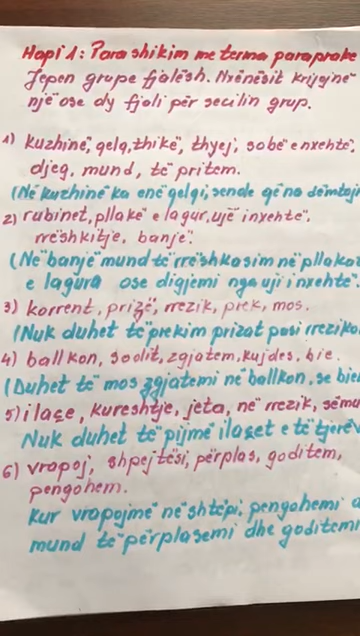 Hapi 1: Parashikim me terma paraprake
Jepen grupe fjalësh. Nxënësit krijojnë
një ose dy fjali për secilin grup.
1) kuzhinë, qelq, thikë, thyej, sobë e nxehtë,
djeg, mund, të pritem.
(Në kuzhinë ka enë qelqi, sende që na dëmtojn
2) rubinet, pllakë e lagur, ujë i nxehtë,
rrëshkitje, banjë.
(Në banjë mund të rrëshkasim në pllakat
e lagura ose digjemi nga uji i nxehtë.
3) korrent, prizë, rrezik, prek, mos.
(Nuk duhet të prekim prizat pasi rreziko
4) ballkon, sodit, zgjatem, kujdes, bie.
(Duhet të mos zgjatemi në ballkon, se bie
5) ilaçe, kureshtje, jeta, në rrezik, sëmu
Nuk duhet të pijmë ilaçet e të tjerëv
6) vrapoj, shpejtësi, përplas, goditem,
pengohem.
Kur vrapojmë në shtëpi, pengohemi d
mund të përplasemi dhe goditemi